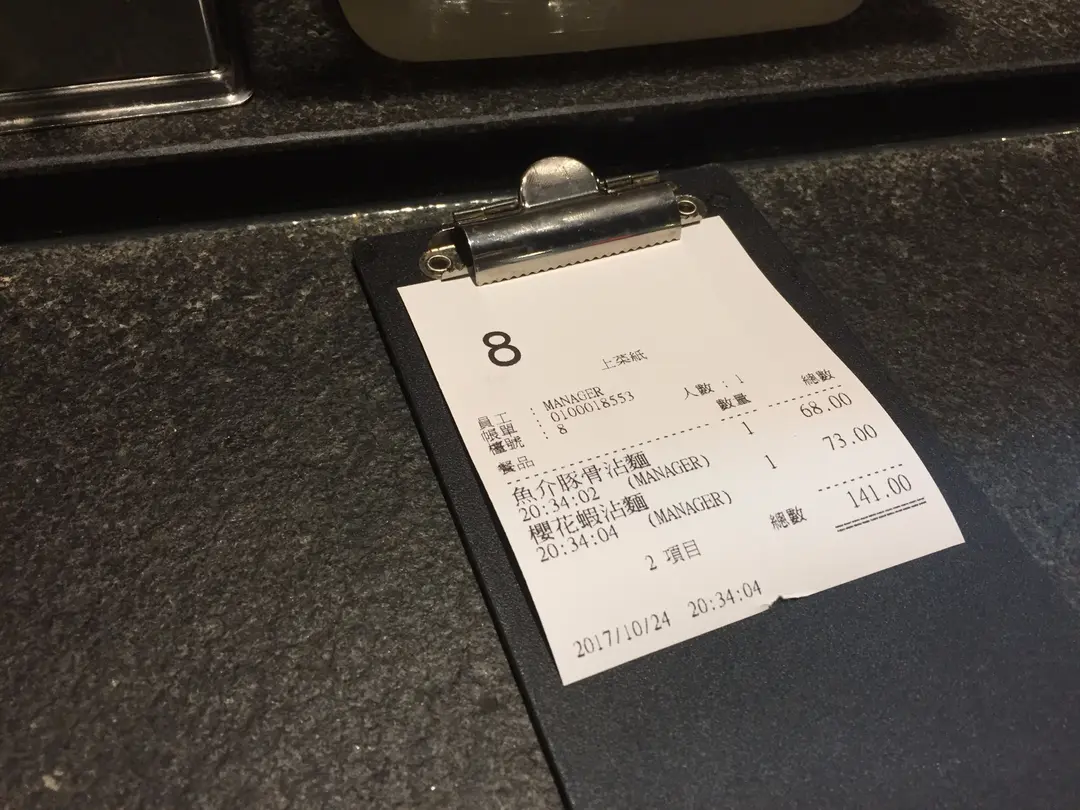 8
上菜紙
員工 : MANAGER 人數 : 1
帳單 : 0100018553
檯號 : 8
餐品 數量 總數
魚介豚骨沾麵 1 68.00
20:34:02 (MANAGER)
櫻花蝦沾麵 1 73.00
20:34:04 (MANAGER)
2 項目 總數 141.00
2017/10/24 20:34:04